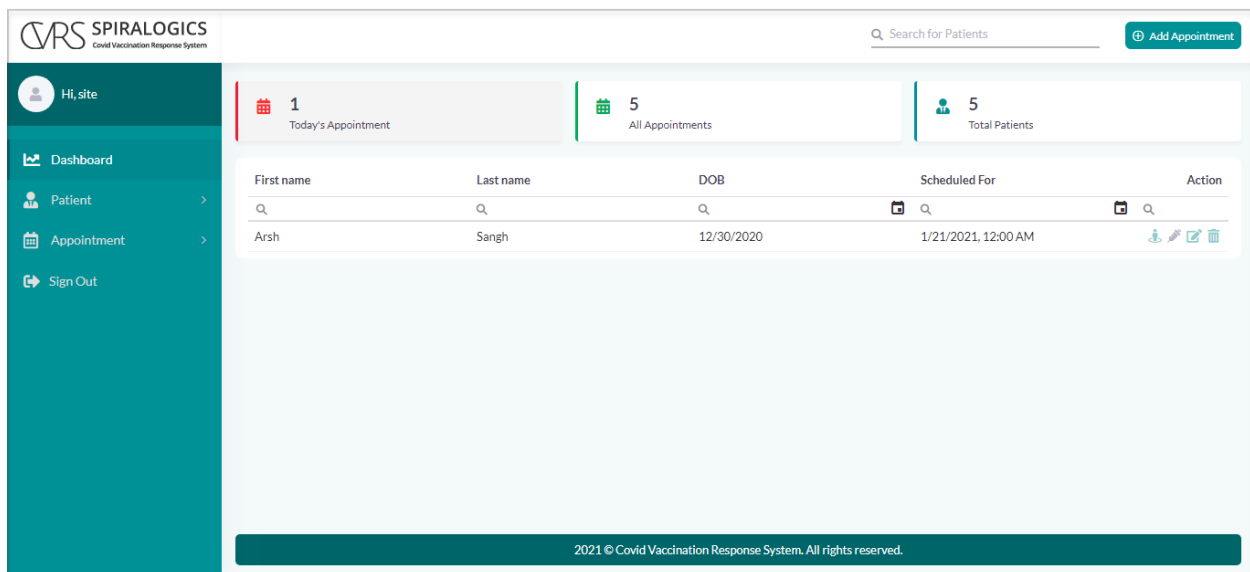 CVRS SPIRALOGICS
Covid Vaccination Response System
Search for Patients
Add Appointment
Hi, site
Dashboard
Patient
Appointment
Sign Out
1
Today's Appointment
5
All Appointments
5
Total Patients
First name Last name DOB Scheduled For Action
Arsh Sangh 12/30/2020 1/21/2021, 12:00 AM
2021 © Covid Vaccination Response System. All rights reserved.